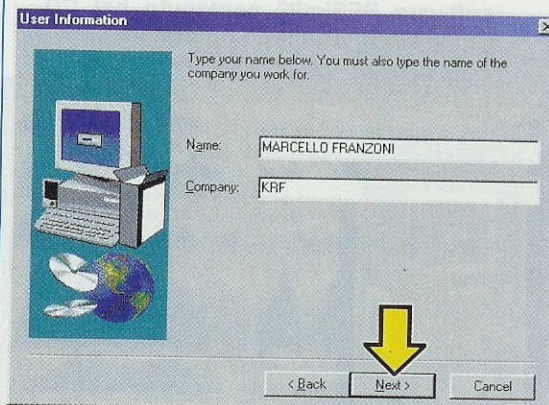 User Information
Type your name below. You must also type the name of the
company you work for.
Name: MARCELLO FRANZONI
Company: KRF
< Back Next > Cancel